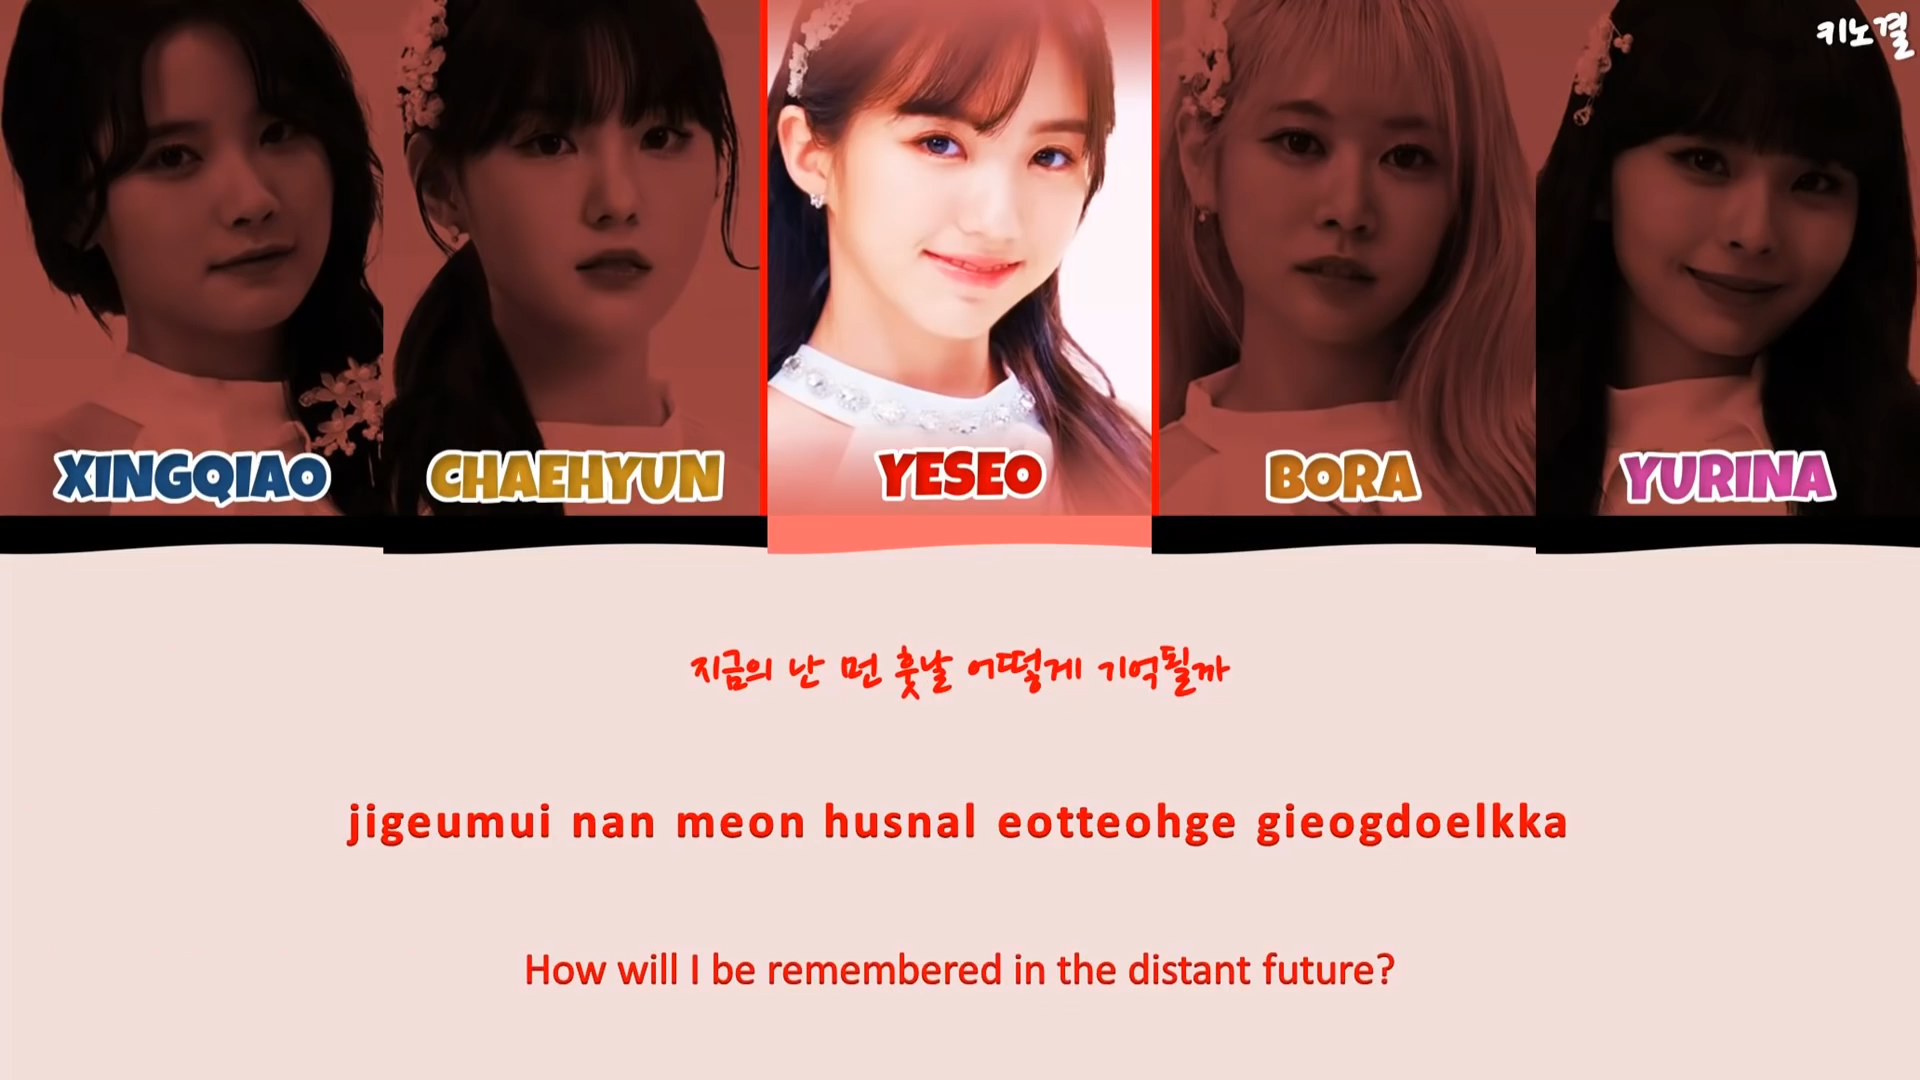 키노결
XINGQIAO
CHAEHYUN
YESEO
BORA
YURINA
지금의 난 먼 훗날 어떻게 기억될까
jigeumui nan meon husnal eotteohge gieogdoelkka
How will I be remembered in the distant future?